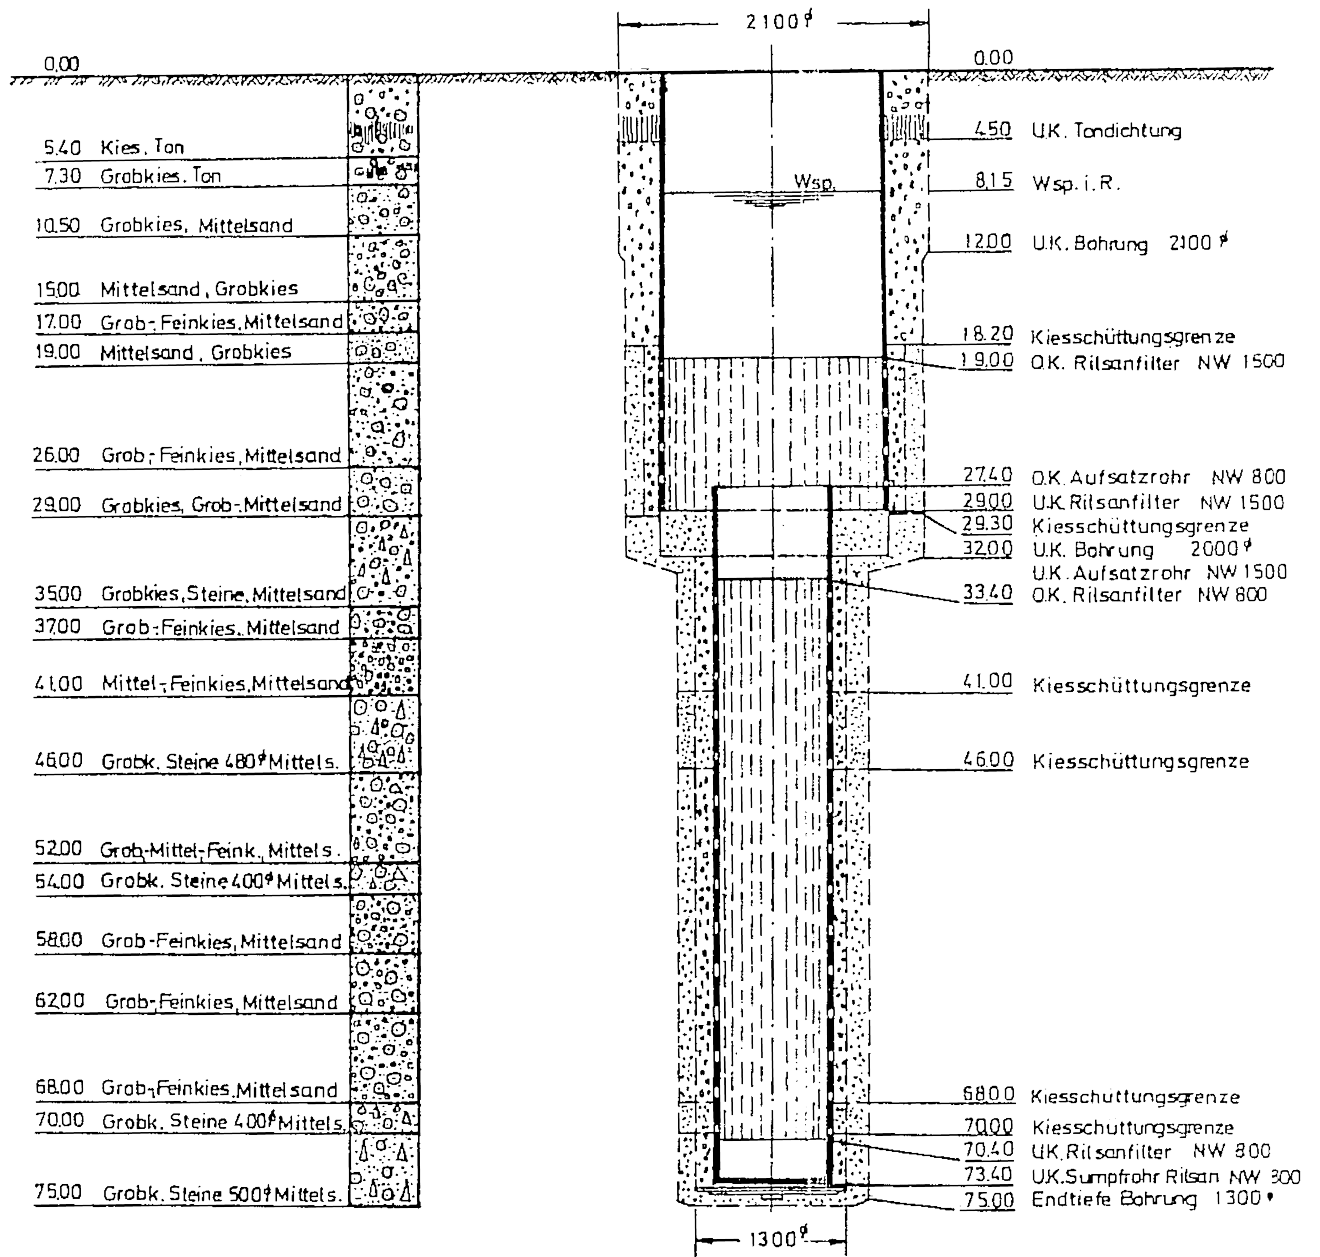 2100 ø
0,00
5.40 Kies, Ton
7.30 Grobkies, Ton
10.50 Grobkies, Mittelsand
15.00 Mittelsand, Grobkies
17.00 Grob-, Feinkies, Mittelsand
19.00 Mittelsand, Grobkies
26.00 Grob-, Feinkies, Mittelsand
29.00 Grobkies, Grob-, Mittelsand
35.00 Grobkies, Steine, Mittelsand
37.00 Grob-, Feinkies, Mittelsand
41.00 Mittel-, Feinkies, Mittelsand
46.00 Grobk. Steine 480 ø Mittels.
52.00 Grob-, Mittel-, Feink., Mittels.
54.00 Grobk. Steine 400 ø Mittels.
58.00 Grob-Feinkies, Mittelsand
62.00 Grob-, Feinkies, Mittelsand
68.00 Grob-, Feinkies, Mittelsand
70.00 Grobk. Steine 400 ø Mittels.
75.00 Grobk. Steine 500 ø Mittels.
Wsp.
0.00
4.50 U.K. Tondichtung
8.15 Wsp. i. R.
12.00 U.K. Bohrung 2100 ø
18.20 Kiesschüttungsgrenze
19.00 O.K. Rilsanfilter NW 1500
27.40 O.K. Aufsatzrohr NW 800
29.00 U.K. Rilsanfilter NW 1500
29.30 Kiesschüttungsgrenze
32.00 U.K. Bohrung 2000 ø
U.K. Aufsatzrohr NW 1500
33.40 O.K. Rilsanfilter NW 800
41.00 Kiesschüttungsgrenze
46.00 Kiesschüttungsgrenze
68.00 Kiesschuttungsgrenze
70.00 Kiesschuttungsgrenze
70.40 U.K. Rilsanfilter NW 800
73.40 U.K. Sumpfrohr Rilsan NW 300
75.00 Endtiefe Bohrung 1300 ø
1300 ø